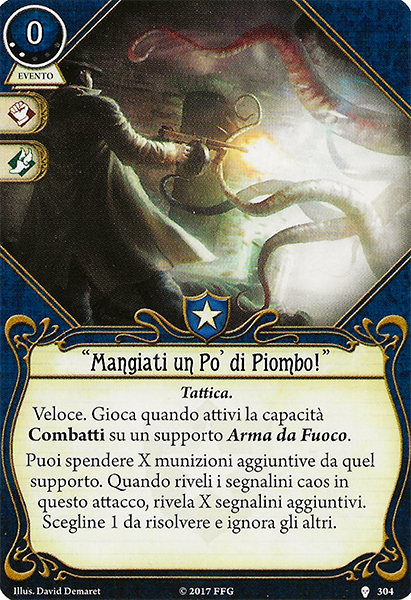 0
EVENTO
“Mangiati un Po’ di Piombo!”
Tattica.
Veloce. Gioca quando attivi la capacità
Combatti su un supporto Arma da Fuoco.
Puoi spendere X munizioni aggiuntive da quel
supporto. Quando riveli i segnalini caos in
questo attacco, rivela X segnalini aggiuntivi.
Scegline 1 da risolvere e ignora gli altri.
Illus. David Demaret © 2017 FFG 304